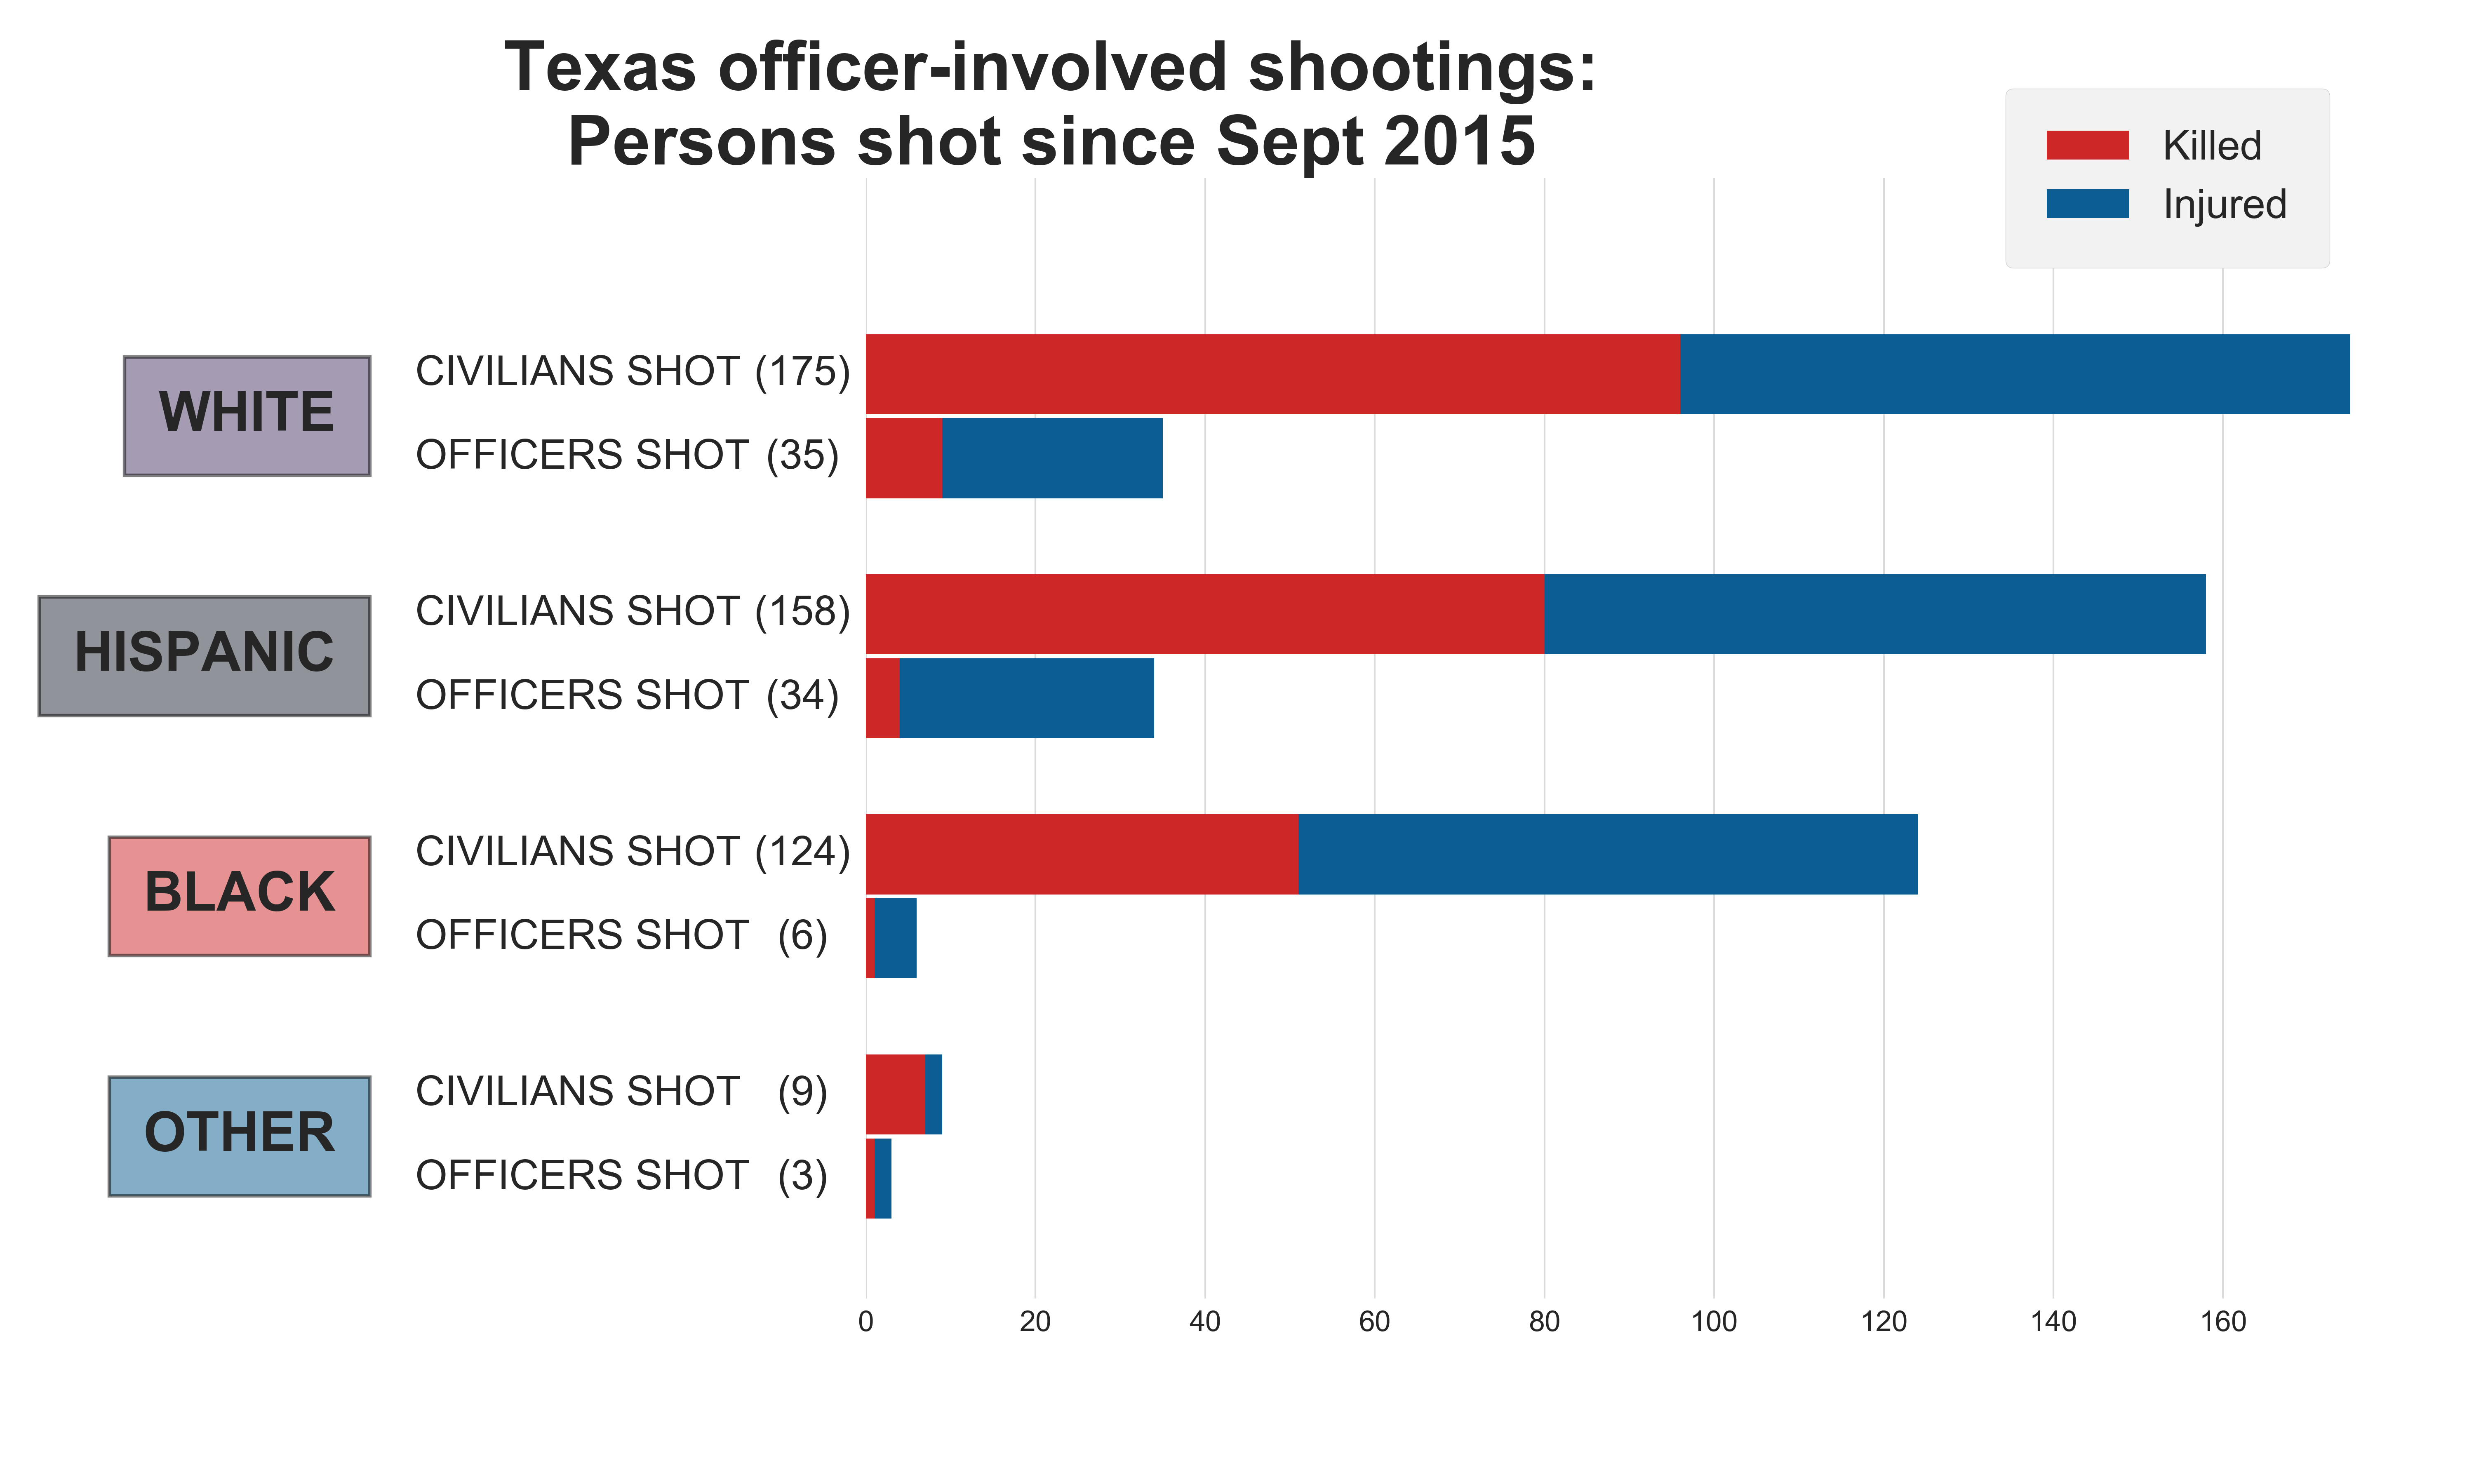 Texas officer-involved shootings:
Persons shot since Sept 2015
Killed
Injured
WHITE
CIVILIANS SHOT (175)
OFFICERS SHOT (35)
HISPANIC
CIVILIANS SHOT (158)
OFFICERS SHOT (34)
BLACK
CIVILIANS SHOT (124)
OFFICERS SHOT (6)
OTHER
CIVILIANS SHOT (9)
OFFICERS SHOT (3)
0 20 40 60 80 100 120 140 160